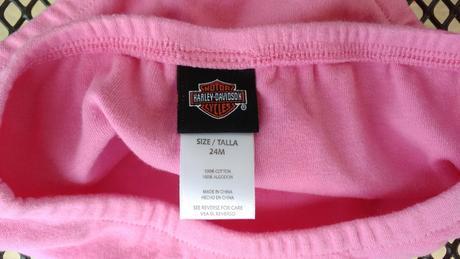 MOTOR
HARLEY-DAVIDSON
CYCLES
®
SIZE / TALLA
24M
100% COTTON
100% ALGODON
MADE IN CHINA
HECHO EN CHINA
SEE REVERSE FOR CARE
VEA EL REVERSO